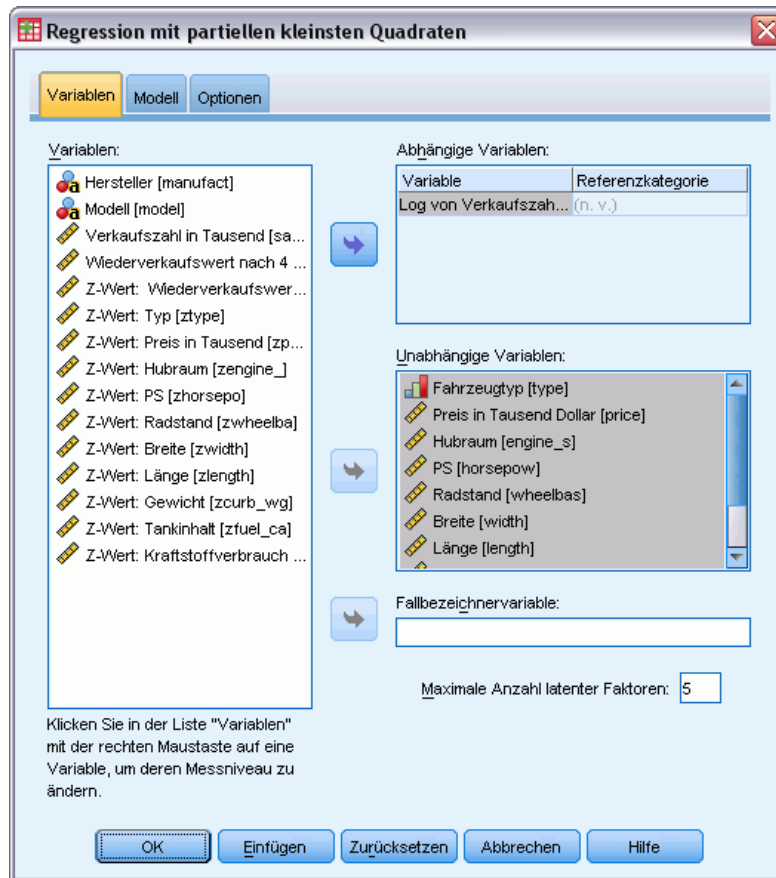 Regression mit partiellen kleinsten Quadraten
Variablen
Modell
Optionen
Variablen:
Hersteller [manufact]
Modell [model]
Verkaufszahl in Tausend [sa...
Wiederverkaufswert nach 4 ...
Z-Wert: Wiederverkaufswer...
Z-Wert: Typ [ztype]
Z-Wert: Preis in Tausend [zp...
Z-Wert: Hubraum [zengine_]
Z-Wert: PS [zhorsepo]
Z-Wert: Radstand [zwheelba]
Z-Wert: Breite [zwidth]
Z-Wert: Länge [zlength]
Z-Wert: Gewicht [zcurb_wg]
Z-Wert: Tankinhalt [zfuel_ca]
Z-Wert: Kraftstoffverbrauch ...
Klicken Sie in der Liste "Variablen"
mit der rechten Maustaste auf eine
Variable, um deren Messniveau zu
ändern.
Abhängige Variablen:
Variable Referenzkategorie
Log von Verkaufszah... (n. v.)
Unabhängige Variablen:
Fahrzeugtyp [type]
Preis in Tausend Dollar [price]
Hubraum [engine_s]
PS [horsepow]
Radstand [wheelbas]
Breite [width]
Länge [length]
Fallbezeichnervariable:
Maximale Anzahl latenter Faktoren: 5
OK
Einfügen
Zurücksetzen
Abbrechen
Hilfe